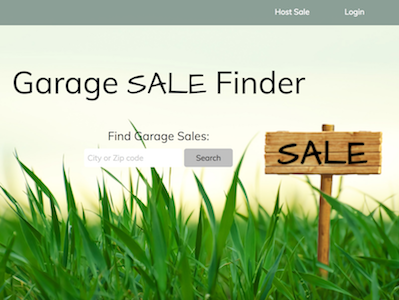 Host Sale Login
Garage SALE Finder
Find Garage Sales:
City or Zip code Search
SALE